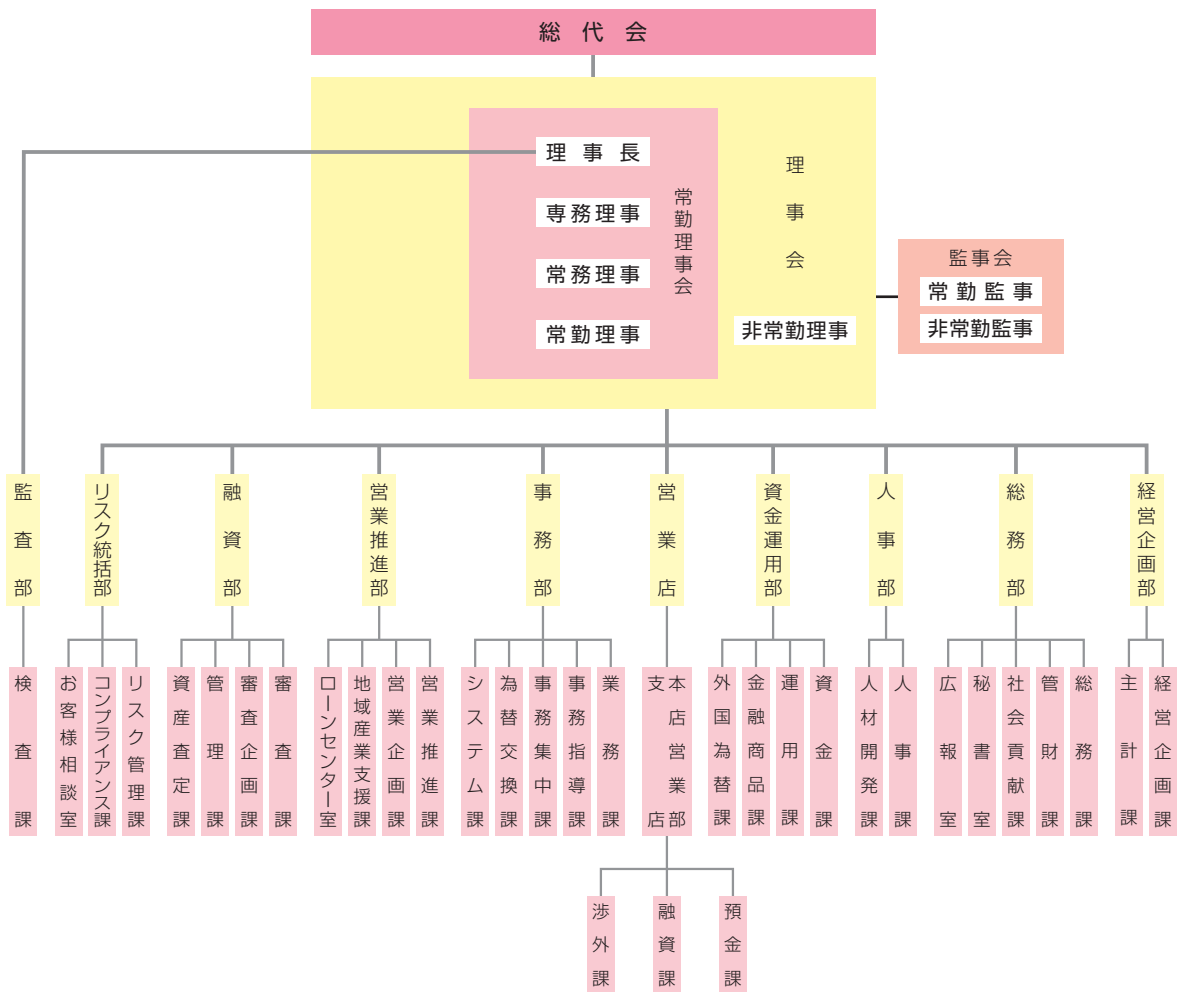 総代会
理事長
専務理事
常務理事
常勤理事
常勤理事会
理事会
非常勤理事
監事会
常勤監事
非常勤監事
監査部
リスク統括部
融資部
営業推進部
事務部
営業店
資金運用部
人事部
総務部
経営企画部
検査課
お客様相談室
コンプライアンス課
リスク管理課
資産査定課
管理課
審査企画課
審査課
ローンセンター室
地域産業支援課
営業企画課
営業推進課
システム課
為替交換課
事務集中課
事務指導課
業務課
本店営業部
支店
外国為替課
金融商品課
運用課
資金課
人材開発課
人事課
広報室
秘書室
社会貢献課
管財課
総務課
主計課
経営企画課
渉外課
融資課
預金課